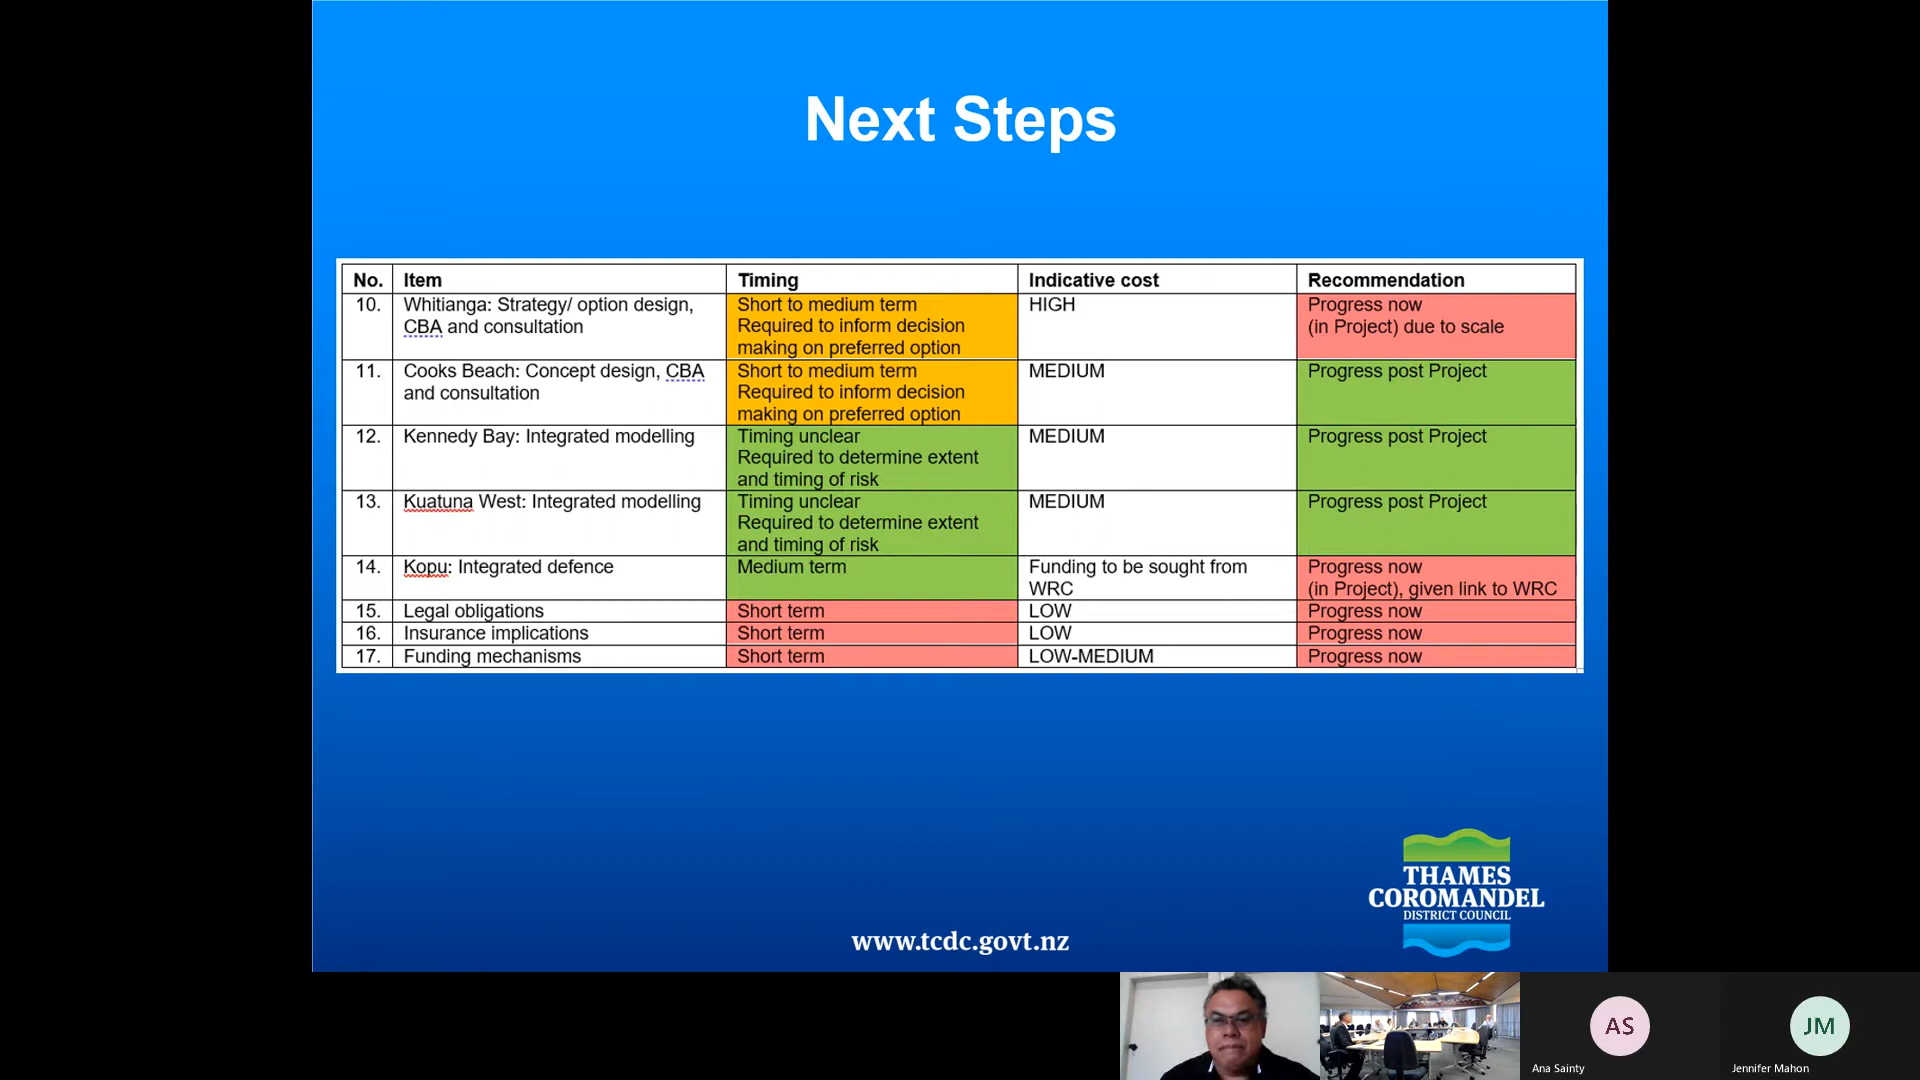 Next Steps
No. Item Timing Indicative cost Recommendation
10. Whitianga: Strategy/ option design, Short to medium term HIGH Progress now
CBA and consultation Required to inform decision (in Project) due to scale
making on preferred option
11. Cooks Beach: Concept design, CBA Short to medium term MEDIUM Progress post Project
and consultation Required to inform decision
making on preferred option
12. Kennedy Bay: Integrated modelling Timing unclear MEDIUM Progress post Project
Required to determine extent
and timing of risk
13. Kuatuna West: Integrated modelling Timing unclear MEDIUM Progress post Project
Required to determine extent
and timing of risk
14. Kopu: Integrated defence Medium term Funding to be sought from Progress now
WRC (in Project), given link to WRC
15. Legal obligations Short term LOW Progress now
16. Insurance implications Short term LOW Progress now
17. Funding mechanisms Short term LOW-MEDIUM Progress now
THAMES
COROMANDEL
DISTRICT COUNCIL
www.tcdc.govt.nz
AS
JM
Ana Sainty
Jennifer Mahon